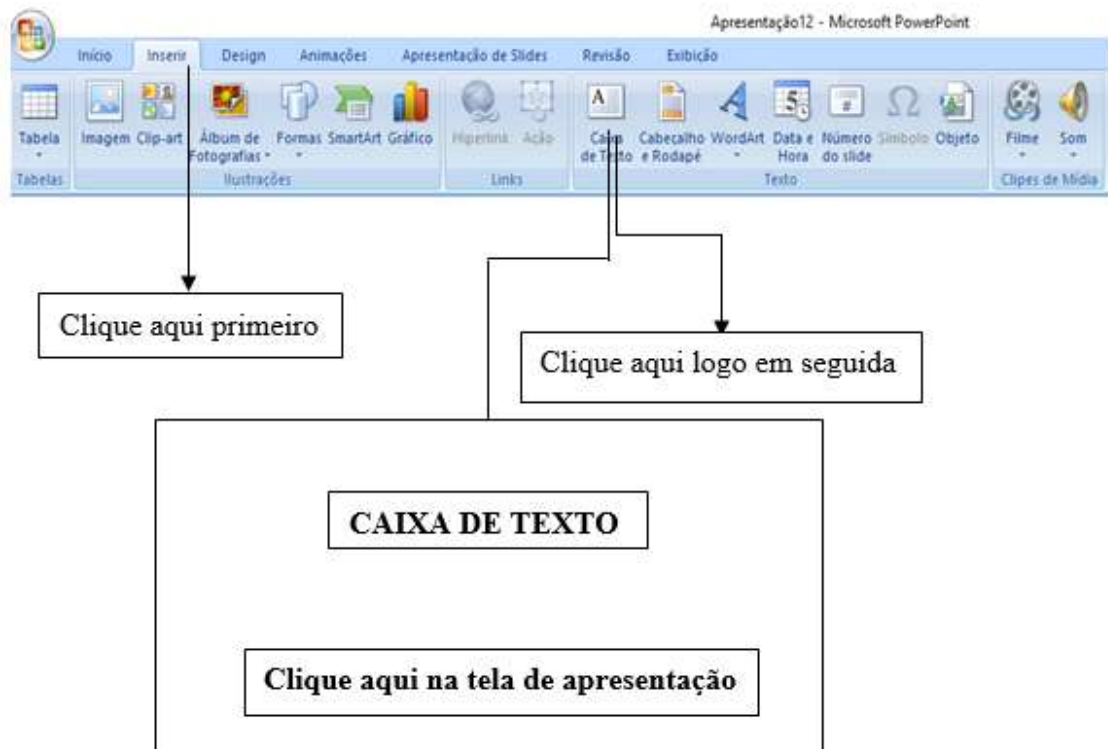 Apresentação12 - Microsoft PowerPoint
Início Inserir Design Animações Apresentação de Slides Revisão Exibição
Tabela Imagem Clip-art Álbum de Fotografias Formas SmartArt Gráfico Hiperlink Ação Caixa de Texto Cabeçalho e Rodapé WordArt Data e Hora Número do slide Símbolo Objeto Filme Som
Tabelas Ilustrações Links Texto Clipes de Mídia
Clique aqui primeiro
Clique aqui logo em seguida
CAIXA DE TEXTO
Clique aqui na tela de apresentação